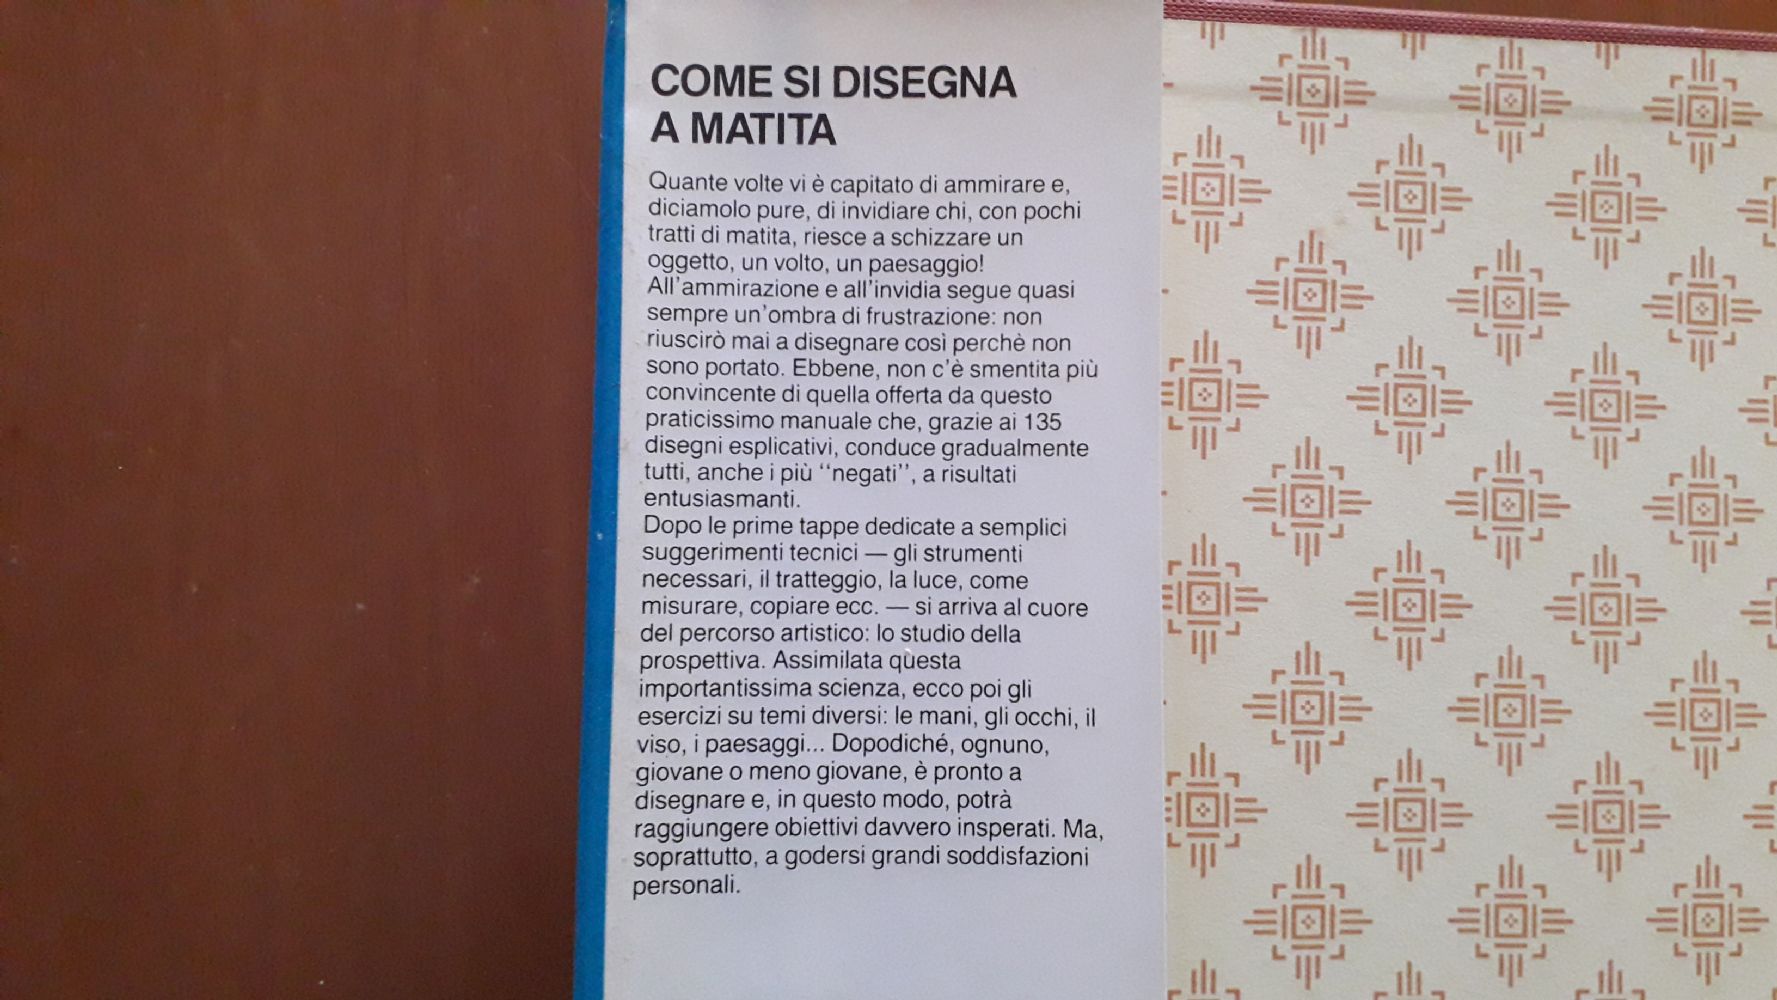 COME SI DISEGNA
A MATITA
Quante volte vi è capitato di ammirare e,
diciamolo pure, di invidiare chi, con pochi
tratti di matita, riesce a schizzare un
oggetto, un volto, un paesaggio!
All'ammirazione e all'invidia segue quasi
sempre un'ombra di frustrazione: non
riuscirò mai a disegnare così perchè non
sono portato. Ebbene, non c'è smentita più
convincente di quella offerta da questo
praticissimo manuale che, grazie ai 135
disegni esplicativi, conduce gradualmente
tutti, anche i più ‘‘negati’’, a risultati
entusiasmanti.
Dopo le prime tappe dedicate a semplici
suggerimenti tecnici — gli strumenti
necessari, il tratteggio, la luce, come
misurare, copiare ecc. — si arriva al cuore
del percorso artistico: lo studio della
prospettiva. Assimilata questa
importantissima scienza, ecco poi gli
esercizi su temi diversi: le mani, gli occhi, il
viso, i paesaggi... Dopodiché, ognuno,
giovane o meno giovane, è pronto a
disegnare e, in questo modo, potrà
raggiungere obiettivi davvero insperati. Ma,
soprattutto, a godersi grandi soddisfazioni
personali.